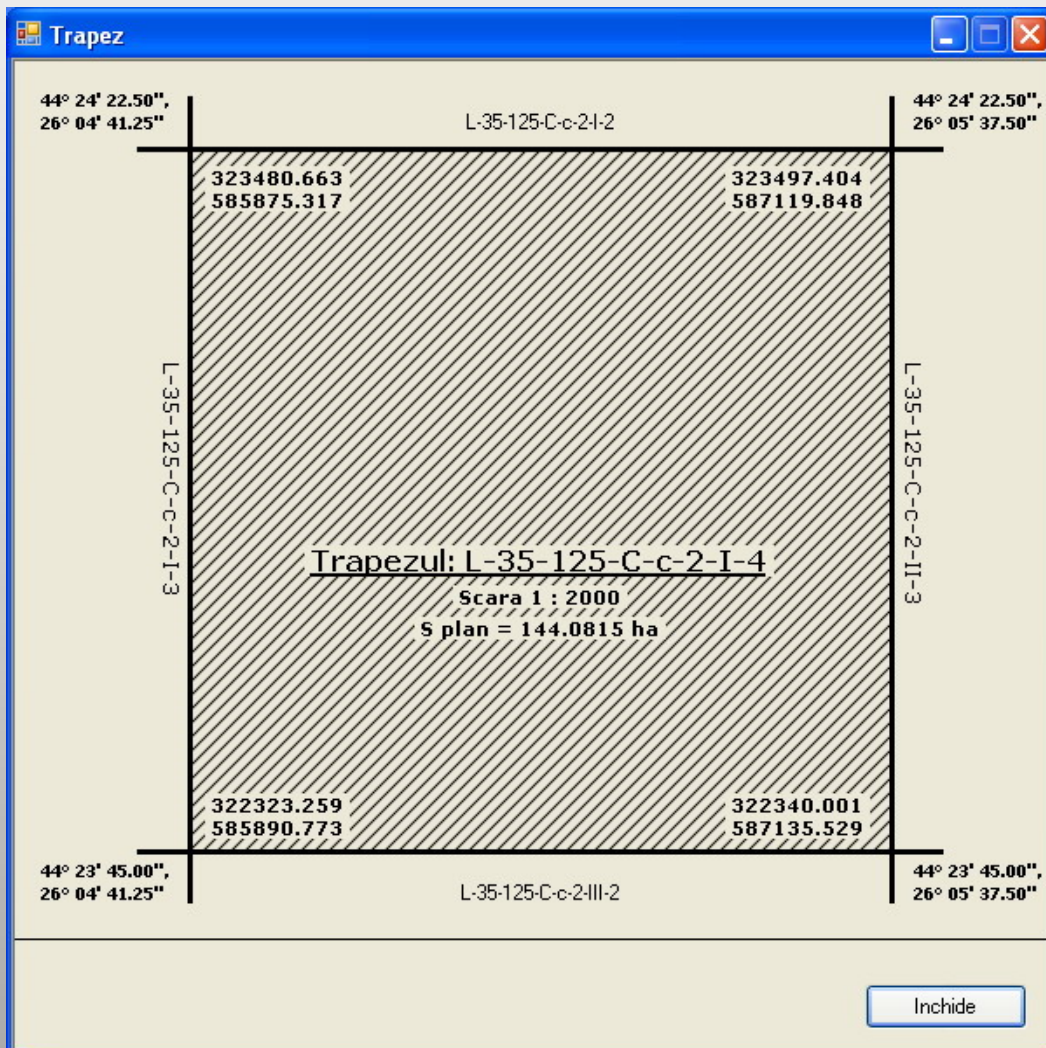 Trapez
44° 24' 22.50",
26° 04' 41.25"
L-35-125-C-c-2-I-2
44° 24' 22.50",
26° 05' 37.50"
323480.663
585875.317
323497.404
587119.848
L-35-125-C-c-2-I-3
L-35-125-C-c-2-II-3
Trapezul: L-35-125-C-c-2-I-4
Scara 1 : 2000
S plan = 144.0815 ha
322323.259
585890.773
322340.001
587135.529
44° 23' 45.00",
26° 04' 41.25"
L-35-125-C-c-2-III-2
44° 23' 45.00",
26° 05' 37.50"
Inchide